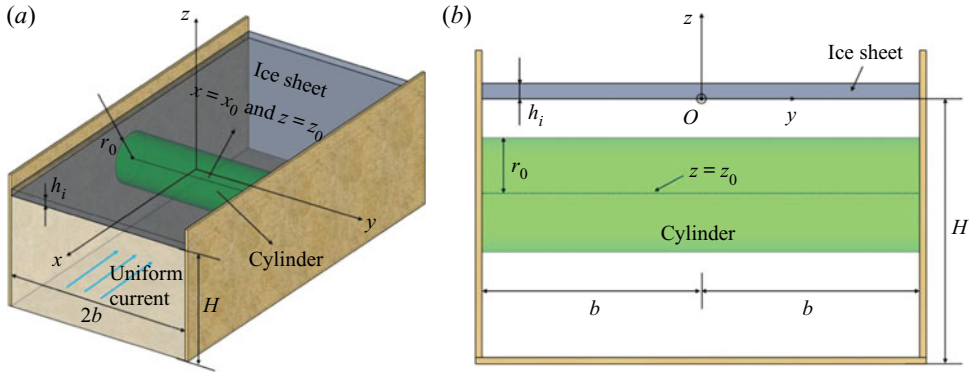 (a)
z
Ice sheet
x = x₀ and z = z₀
r₀
hᵢ
y
x
Uniform
current
Cylinder
2b
H
(b)
z
Ice sheet
hᵢ
O
y
r₀
z = z₀
H
Cylinder
b
b